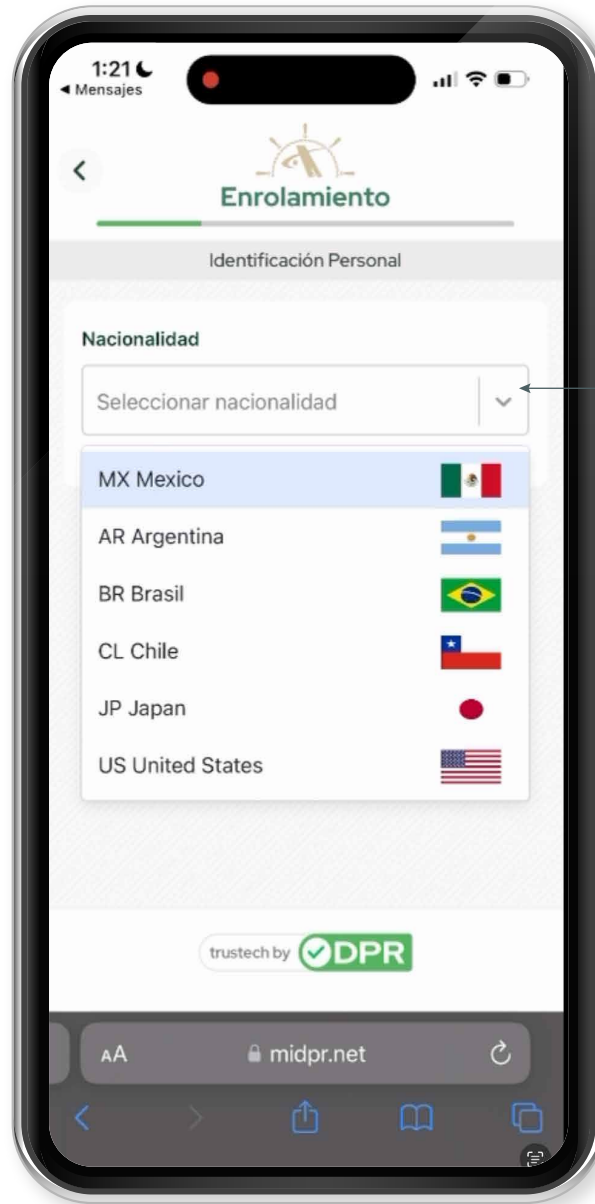 1:21
◀ Mensajes
Enrolamiento
Identificación Personal
Nacionalidad
Seleccionar nacionalidad
MX Mexico
AR Argentina
BR Brasil
CL Chile
JP Japan
US United States
trustech by DPR
AA midpr.net